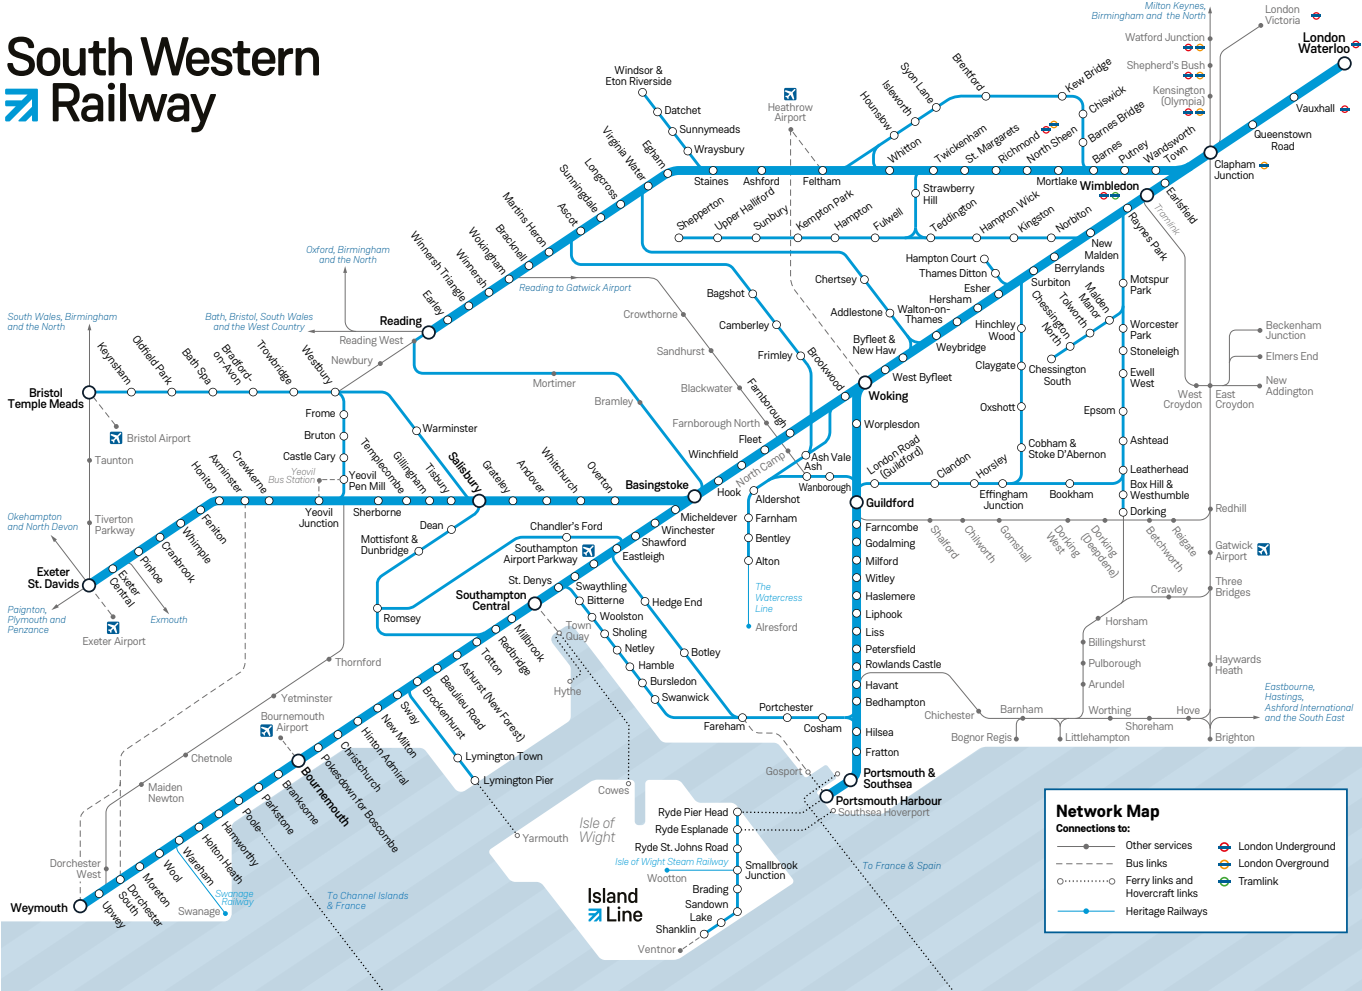 South Western
Railway
Milton Keynes,
Birmingham and the North
London
Victoria
Watford Junction
London
Waterloo
Shepherd's Bush
Kensington
(Olympia)
Vauxhall
Queenstown
Road
Clapham
Junction
Windsor &
Eton Riverside
Datchet
Sunnymeads
Wraysbury
Heathrow
Airport
Hounslow
Isleworth
Syon Lane
Brentford
Kew Bridge
Chiswick
Barnes Bridge
Virginia Water
Egham
Staines
Ashford
Feltham
Whitton
Twickenham
St. Margarets
Richmond
North Sheen
Mortlake
Barnes
Putney
Wandsworth
Town
Wimbledon
Earlsfield
Tramlink
Raynes Park
Strawberry
Hill
Shepperton
Upper Halliford
Sunbury
Kempton Park
Hampton
Fulwell
Teddington
Hampton Wick
Kingston
Norbiton
New
Malden
Berrylands
Surbiton
Hampton Court
Thames Ditton
Esher
Hersham
Walton-on-
Thames
Weybridge
Byfleet &
New Haw
West Byfleet
Woking
Longcross
Sunningdale
Ascot
Martins Heron
Bracknell
Wokingham
Winnersh
Winnersh Triangle
Earley
Reading
Reading West
Oxford, Birmingham
and the North
Bath, Bristol, South Wales
and the West Country
Reading to Gatwick Airport
South Wales, Birmingham
and the North
Chertsey
Addlestone
Bagshot
Camberley
Frimley
Brookwood
Crowthorne
Sandhurst
Blackwater
Farnborough North
Farnborough
North Camp
Motspur
Park
Malden
Manor
Tolworth
Chessington
North
Chessington
South
Worcester
Park
Stoneleigh
Ewell
West
Epsom
Ashtead
Leatherhead
Box Hill &
Westhumble
Dorking
Hinchley
Wood
Claygate
Oxshott
Cobham &
Stoke D'Abernon
Beckenham
Junction
Elmers End
New
Addington
West
Croydon
East
Croydon
Keynsham
Oldfield Park
Bath Spa
Bradford-
on-Avon
Trowbridge
Westbury
Newbury
Mortimer
Bramley
Bristol
Temple Meads
Bristol Airport
Taunton
Tiverton
Parkway
Frome
Bruton
Castle Cary
Yeovil
Bus Station
Yeovil
Pen Mill
Yeovil
Junction
Warminster
Honiton
Axminster
Crewkerne
Sherborne
Templecombe
Gillingham
Tisbury
Salisbury
Grateley
Andover
Whitchurch
Overton
Basingstoke
Hook
Winchfield
Fleet
Ash Vale
Ash
Wanborough
Aldershot
Farnham
Bentley
Alton
The
Watercress
Line
Alresford
Worplesdon
London Road
(Guildford)
Clandon
Horsley
Effingham
Junction
Bookham
Guildford
Farncombe
Godalming
Milford
Witley
Haslemere
Liphook
Liss
Petersfield
Rowlands Castle
Havant
Bedhampton
Hilsea
Fratton
Portsmouth &
Southsea
Portsmouth Harbour
Southsea Hoverport
Shalford
Chilworth
Gomshall
Dorking
West
Dorking
(Deepdene)
Betchworth
Reigate
Redhill
Gatwick
Airport
Three
Bridges
Crawley
Horsham
Billingshurst
Pulborough
Arundel
Haywards
Heath
Eastbourne,
Hastings,
Ashford International
and the South East
Chichester
Barnham
Bognor Regis
Littlehampton
Worthing
Shoreham
Hove
Brighton
Okehampton
and North Devon
Feniton
Whimple
Cranbrook
Pinhoe
Exeter
Central
Exeter
St. Davids
Exmouth
Exeter Airport
Paignton,
Plymouth and
Penzance
Dean
Mottisfont &
Dunbridge
Romsey
Chandler's Ford
Southampton
Airport Parkway
Micheldever
Winchester
Shawford
Eastleigh
St. Denys
Swaythling
Southampton
Central
Bitterne
Woolston
Sholing
Netley
Hamble
Bursledon
Swanwick
Hedge End
Botley
Fareham
Portchester
Cosham
Gosport
Town
Quay
Hythe
Millbrook
Redbridge
Totton
Ashurst (New Forest)
Beaulieu Road
Brockenhurst
Sway
New Milton
Hinton Admiral
Christchurch
Pokesdown for Boscombe
Bournemouth
Bournemouth
Airport
Lymington Town
Lymington Pier
Branksome
Parkstone
Poole
Hamworthy
Holton Heath
Wareham
Swanage
Railway
Swanage
Wool
Moreton
Dorchester
South
Upwey
Weymouth
Dorchester
West
Maiden
Newton
Chetnole
Yetminster
Thornford
To Channel Islands
& France
Cowes
Yarmouth
Isle of
Wight
Ryde Pier Head
Ryde Esplanade
Ryde St. Johns Road
Isle of Wight Steam Railway
Wootton
Smallbrook
Junction
Brading
Sandown
Lake
Shanklin
Ventnor
Island
Line
To France & Spain
Network Map
Connections to:
Other services
Bus links
Ferry links and
Hovercraft links
Heritage Railways
London Underground
London Overground
Tramlink